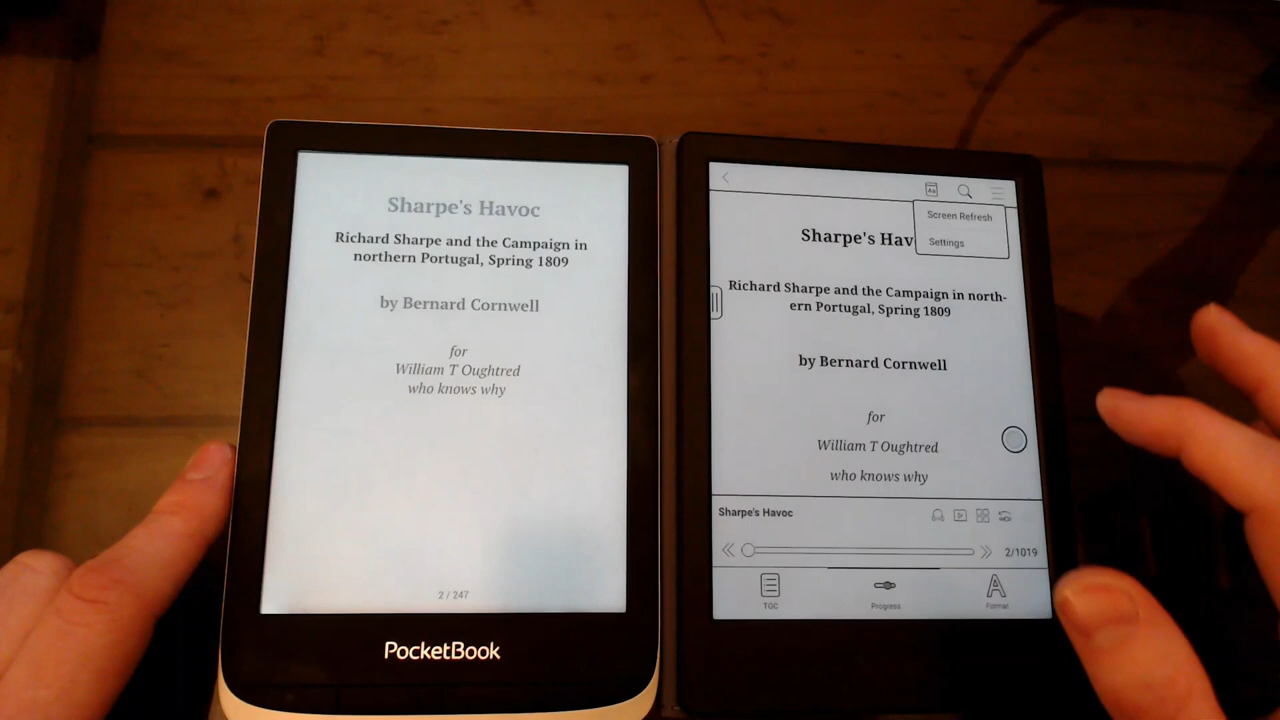 Sharpe's Havoc
Richard Sharpe and the Campaign in
northern Portugal, Spring 1809
by Bernard Cornwell
for
William T Oughtred
who knows why
2 / 247
PocketBook
Aa
Screen Refresh
Settings
Sharpe's Hav
Richard Sharpe and the Campaign in north-
ern Portugal, Spring 1809
by Bernard Cornwell
for
William T Oughtred
who knows why
Sharpe's Havoc
2/1019
TOC
Progress
Format